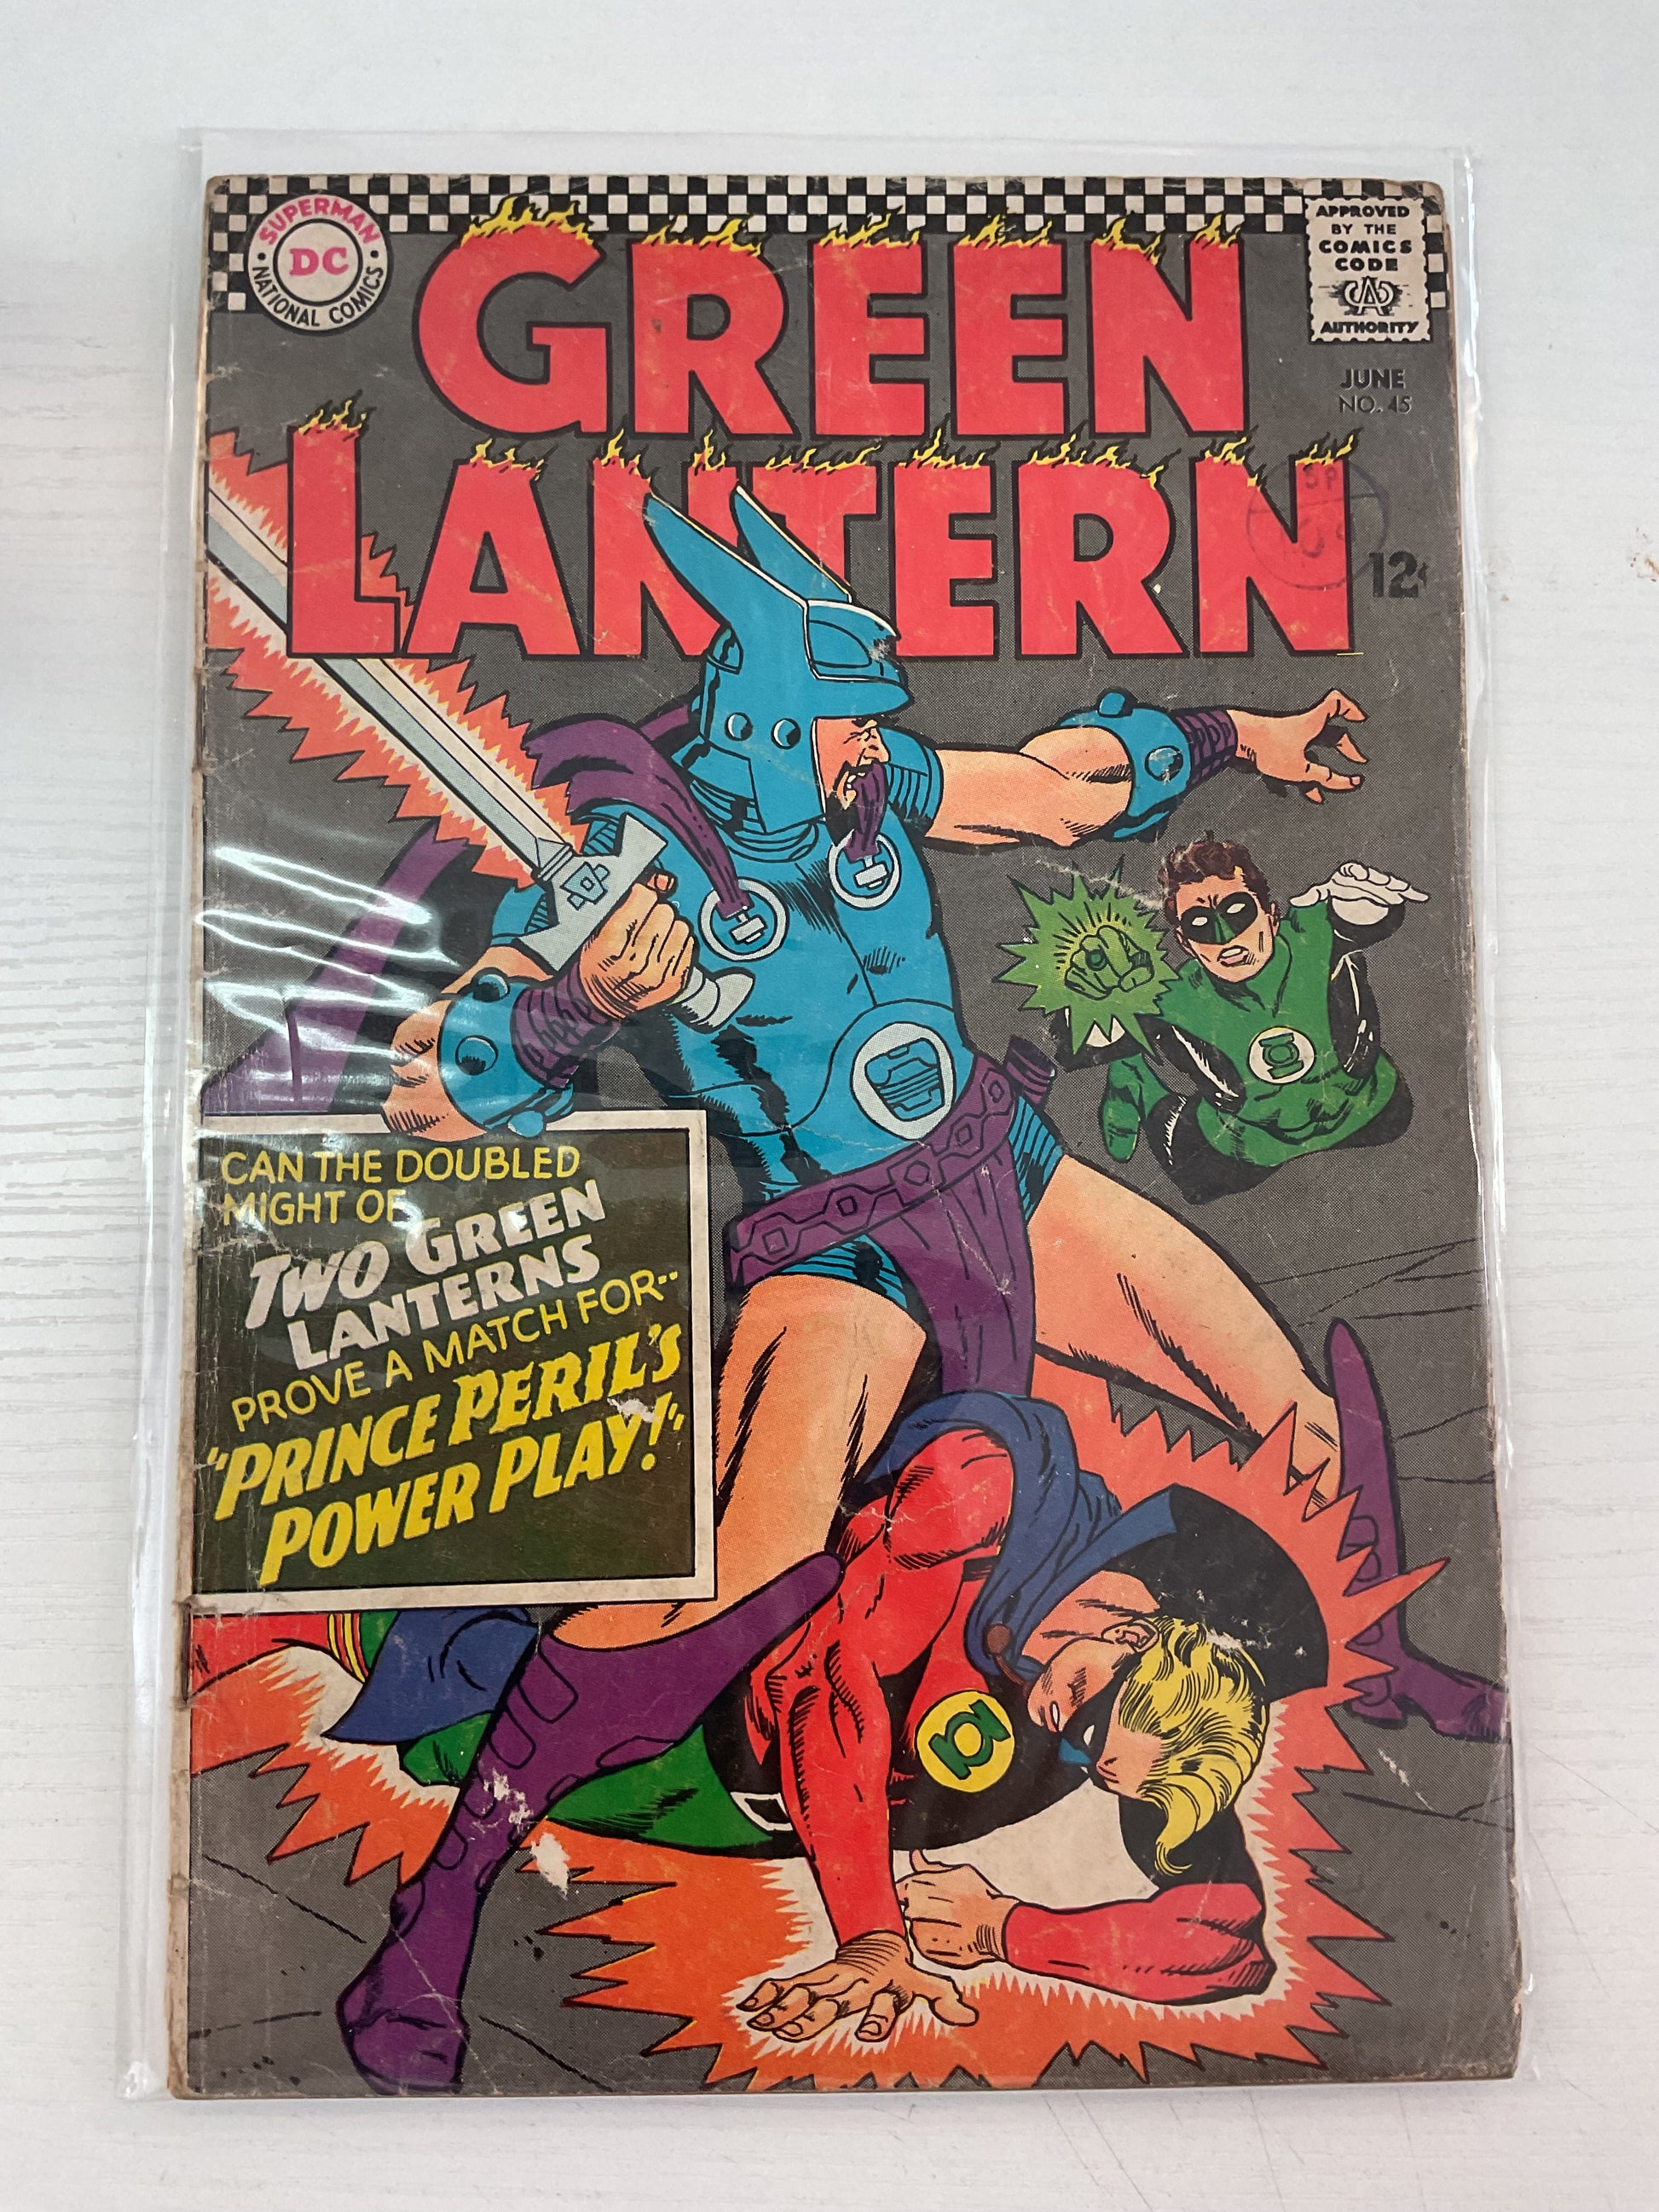 SUPERMAN
DC
NATIONAL COMICS
GREEN
LANTERN
APPROVED
BY THE
COMICS
CODE
AUTHORITY
JUNE
NO. 45
12¢
CAN THE DOUBLED
MIGHT OF
TWO GREEN
LANTERNS
PROVE A MATCH FOR--
"PRINCE PERIL'S
POWER PLAY!"